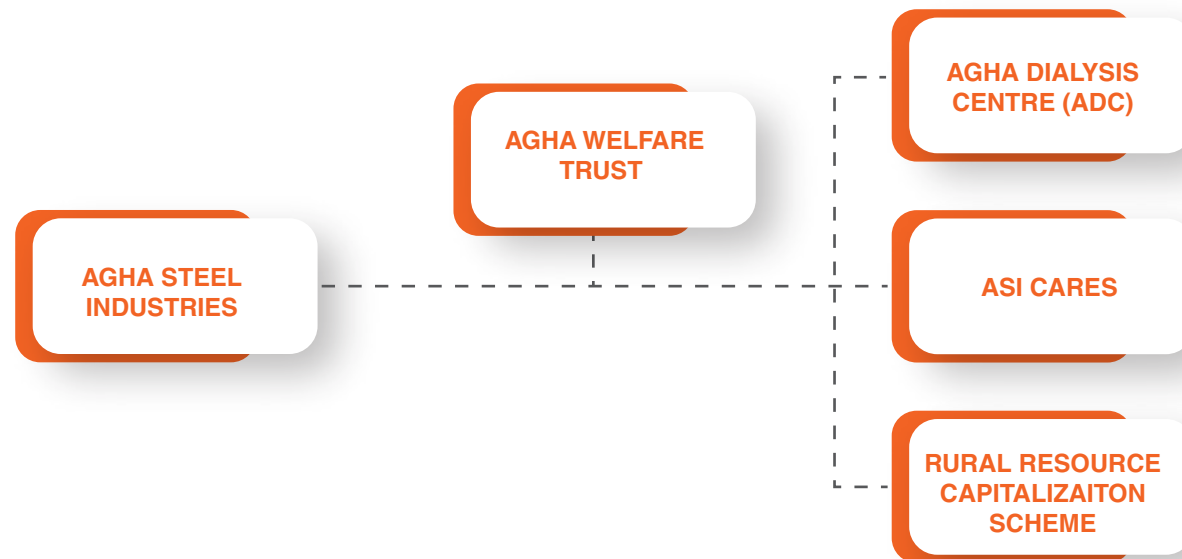 AGHA STEEL
INDUSTRIES
AGHA WELFARE
TRUST
AGHA DIALYSIS
CENTRE (ADC)
ASI CARES
RURAL RESOURCE
CAPITALIZAITON
SCHEME